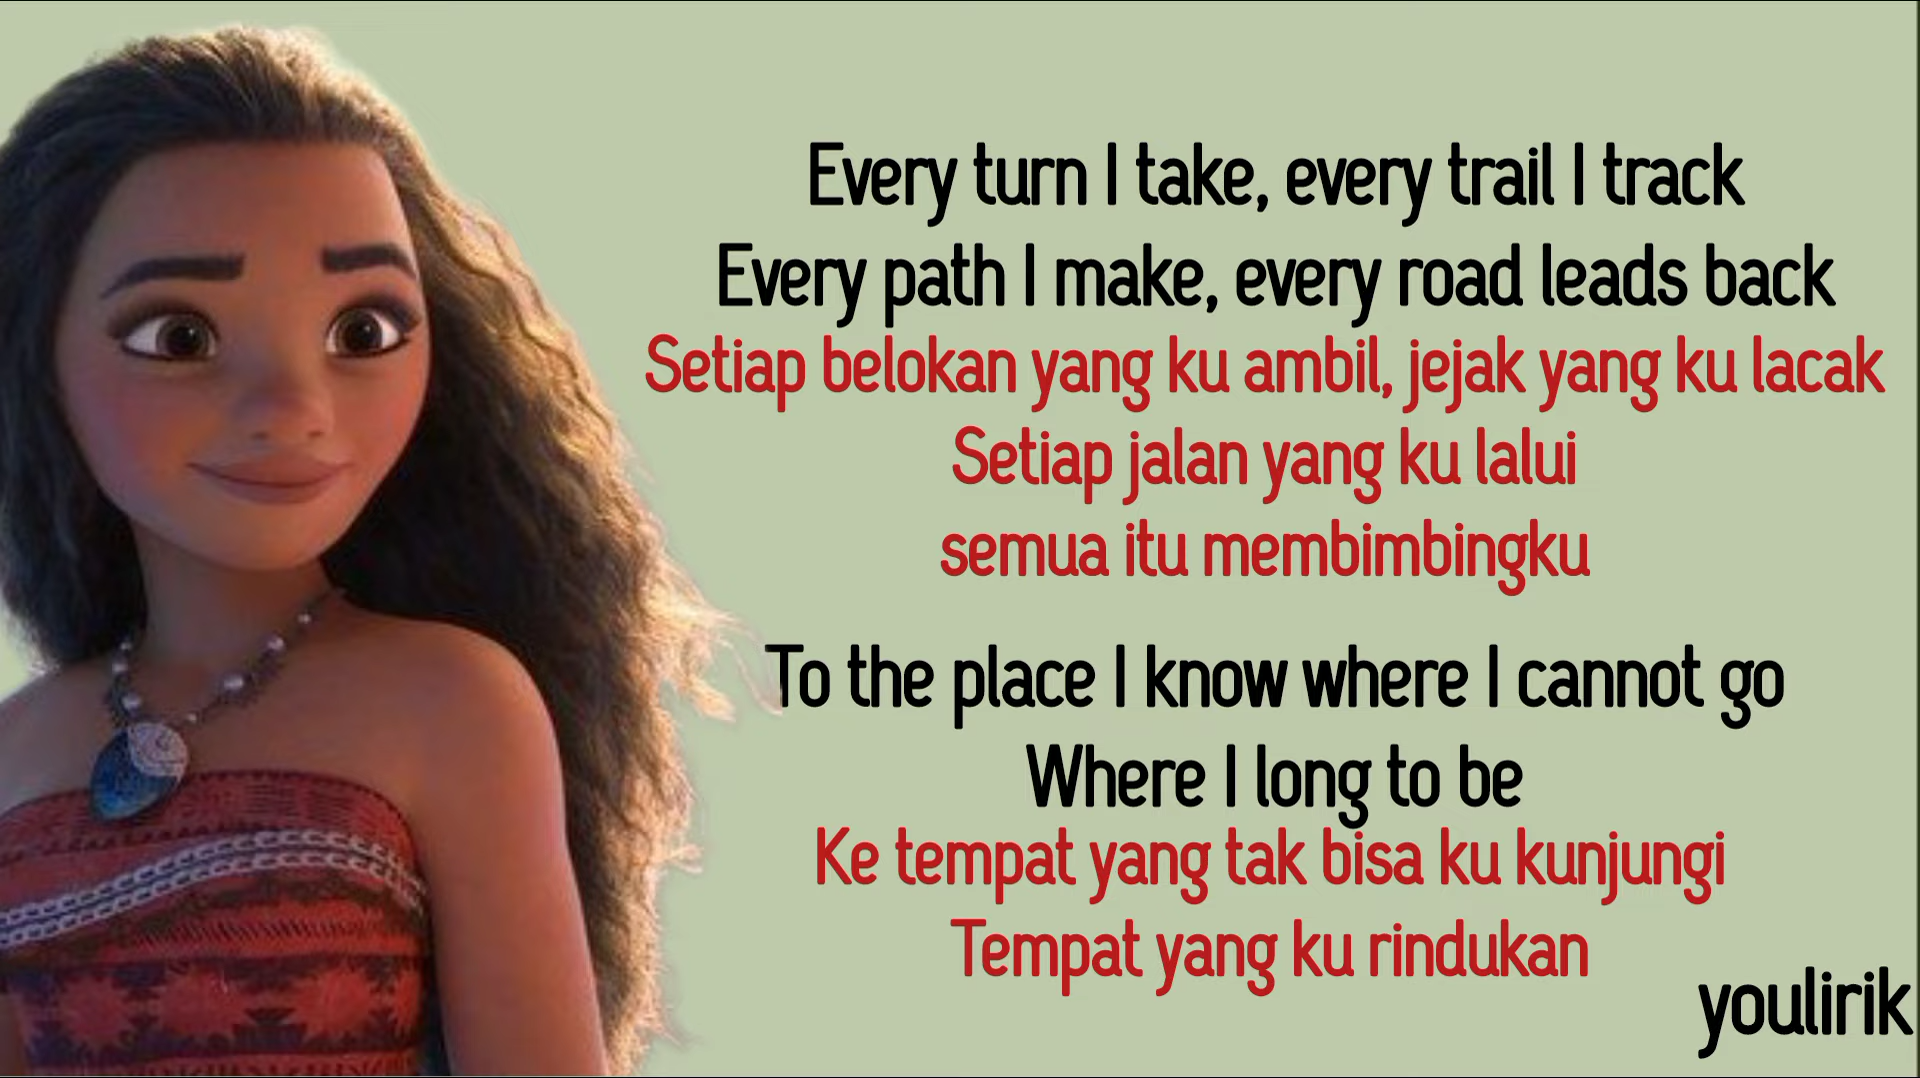 Every turn I take, every trail I track
Every path I make, every road leads back
Setiap belokan yang ku ambil, jejak yang ku lacak
Setiap jalan yang ku lalui
semua itu membimbingku
To the place I know where I cannot go
Where I long to be
Ke tempat yang tak bisa ku kunjungi
Tempat yang ku rindukan
youlirik